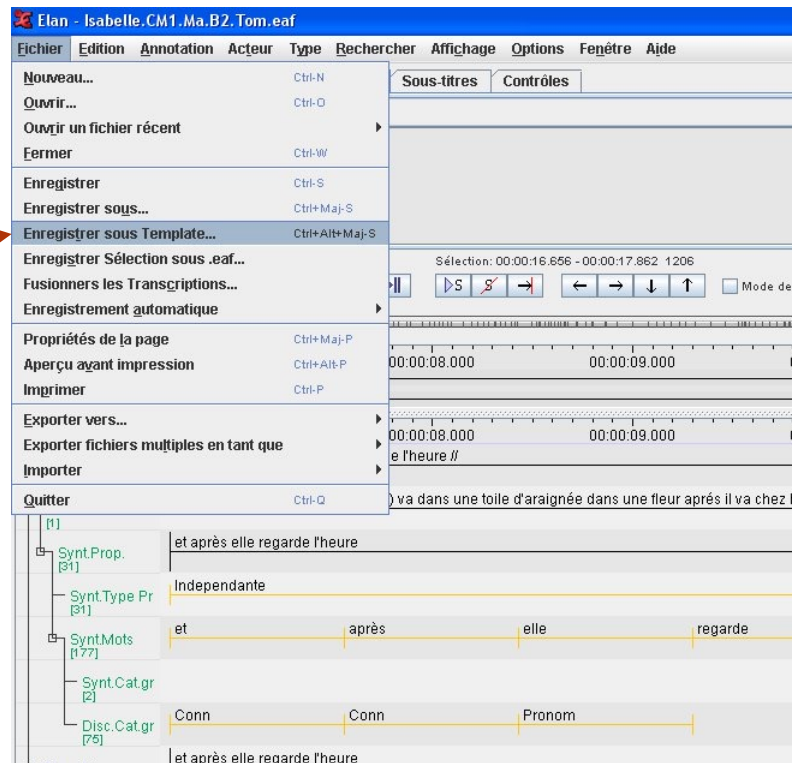 Elan - Isabelle.CM1.Ma.B2.Tom.eaf
Fichier Edition Annotation Acteur Type Rechercher Affichage Options Fenêtre Aide
Nouveau... Ctrl-N
Sous-titres Contrôles
Ouvrir... Ctrl-O
Ouvrir un fichier récent
Fermer Ctrl-W
Enregistrer Ctrl-S
Enregistrer sous... Ctrl+Maj-S
Enregistrer sous Template... Ctrl+Alt+Maj-S
Enregistrer Sélection sous .eaf...
Sélection: 00:00:16.656 - 00:00:17.862 1206
Fusionners les Transcriptions...
S S Mode de
Enregistrement automatique
Propriétés de la page Ctrl+Maj-P
Aperçu avant impression Ctrl+Alt-P
00:00:08.000 00:00:09.000
Imprimer Ctrl-P
Exporter vers...
Exporter fichiers multiples en tant que
00:00:08.000 00:00:09.000
e l'heure //
Importer
Quitter Ctrl-Q
) va dans une toile d'araignée dans une fleur aprés il va chez l
[1]
et après elle regarde l'heure
Synt.Prop.
[31]
Independante
Synt.Type Pr
[31]
et après elle regarde
Synt.Mots
[177]
Synt.Cat.gr
[2]
Conn Conn Pronom
Disc.Cat.gr
[75]
et après elle regarde l'heure